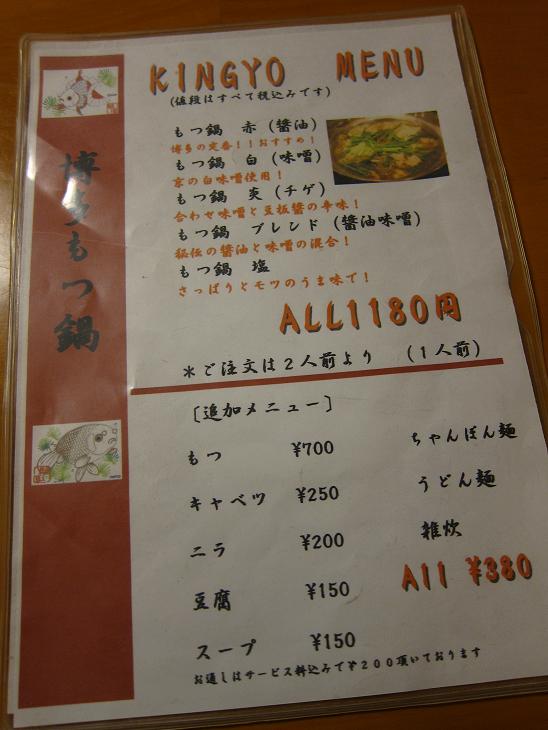 KINGYO MENU
(値段はすべて税込みです)
博多もつ鍋
もつ鍋 赤 (醤油)
博多の定番!!おすすめ!
もつ鍋 白 (味噌)
京の白味噌使用!
もつ鍋 炎 (チゲ)
合わせ味噌と豆板醤の辛味!
もつ鍋 ブレンド (醤油味噌)
秘伝の醤油と味噌の混合!
もつ鍋 塩
さっぱりとモツのうま味で!
ALL1180円
*ご注文は2人前より (1人前)
[追加メニュー]
もつ ¥700
キャベツ ¥250
ニラ ¥200
豆腐 ¥150
スープ ¥150
ちゃんぽん麺
うどん麺
雑炊
All ¥380
お通しはサービス料込みで¥200頂いております